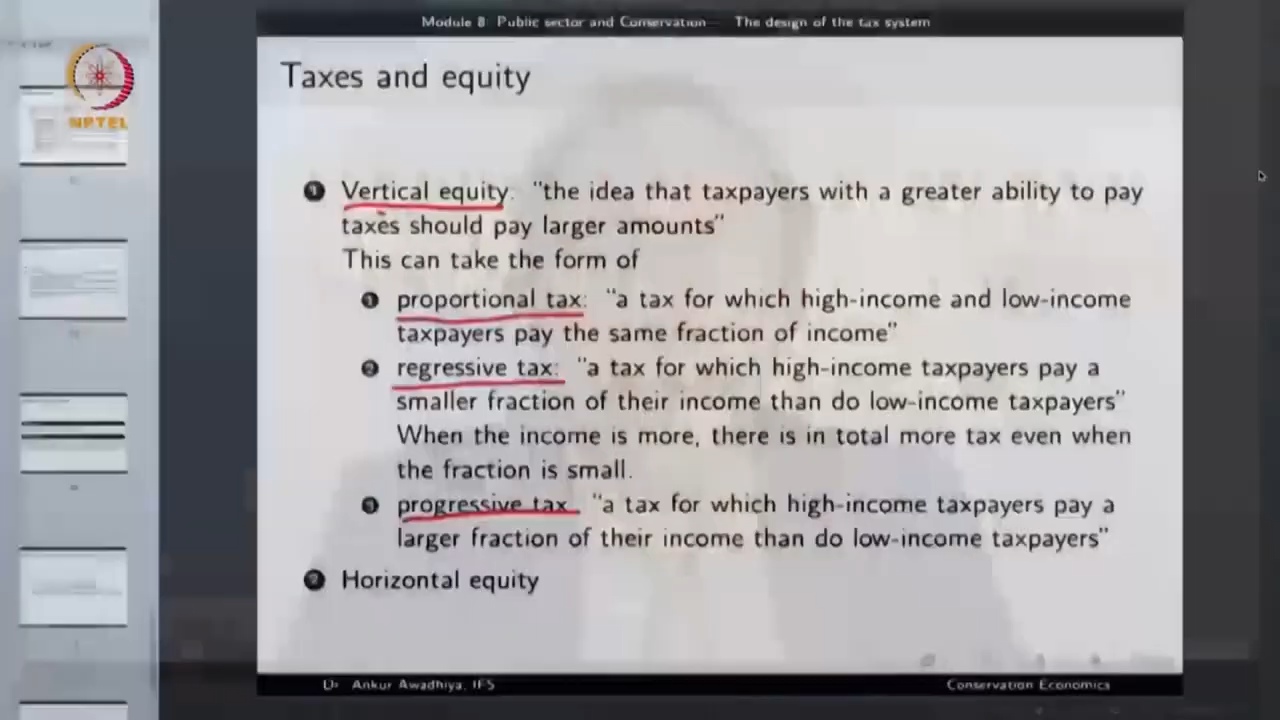 Module 8: Public sector and Conservation — The design of the tax system
NPTEL
Taxes and equity
1 Vertical equity: "the idea that taxpayers with a greater ability to pay
taxes should pay larger amounts"
This can take the form of
1 proportional tax: "a tax for which high-income and low-income
taxpayers pay the same fraction of income"
2 regressive tax: "a tax for which high-income taxpayers pay a
smaller fraction of their income than do low-income taxpayers"
When the income is more, there is in total more tax even when
the fraction is small.
3 progressive tax: "a tax for which high-income taxpayers pay a
larger fraction of their income than do low-income taxpayers"
2 Horizontal equity
Dr Ankur Awadhiya, IFS
Conservation Economics